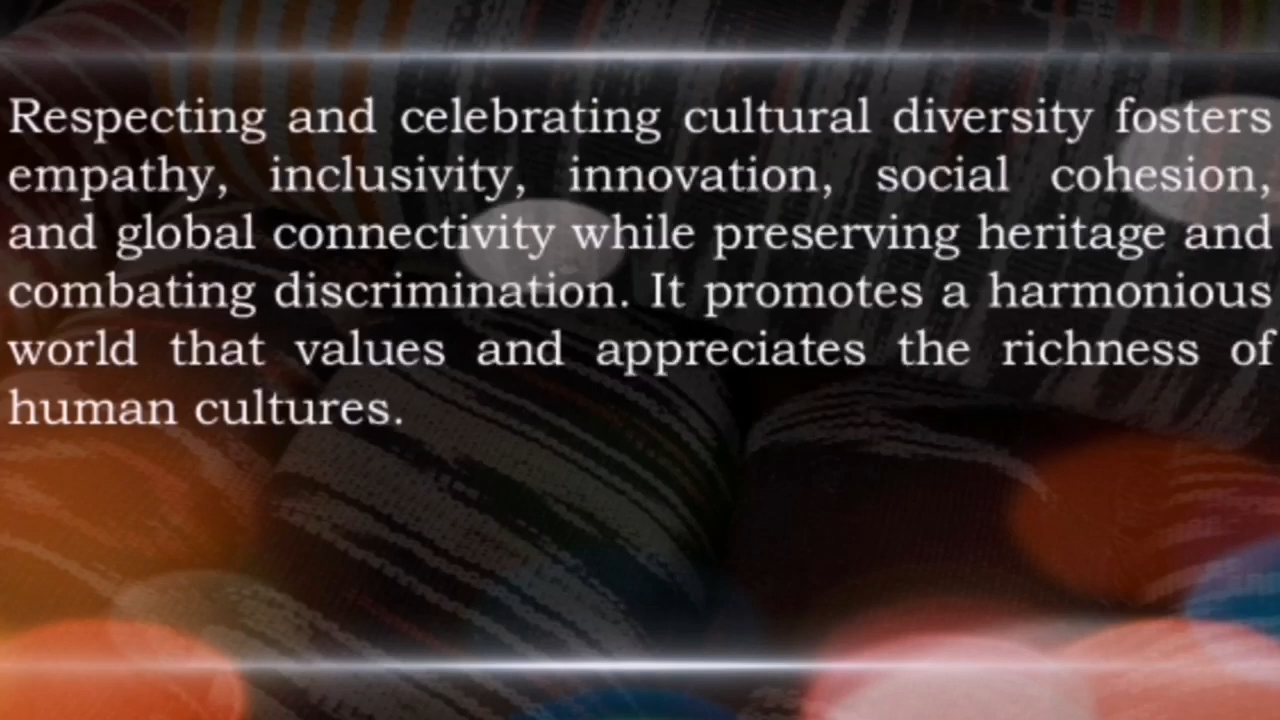 Respecting and celebrating cultural diversity fosters
empathy, inclusivity, innovation, social cohesion,
and global connectivity while preserving heritage and
combating discrimination. It promotes a harmonious
world that values and appreciates the richness of
human cultures.